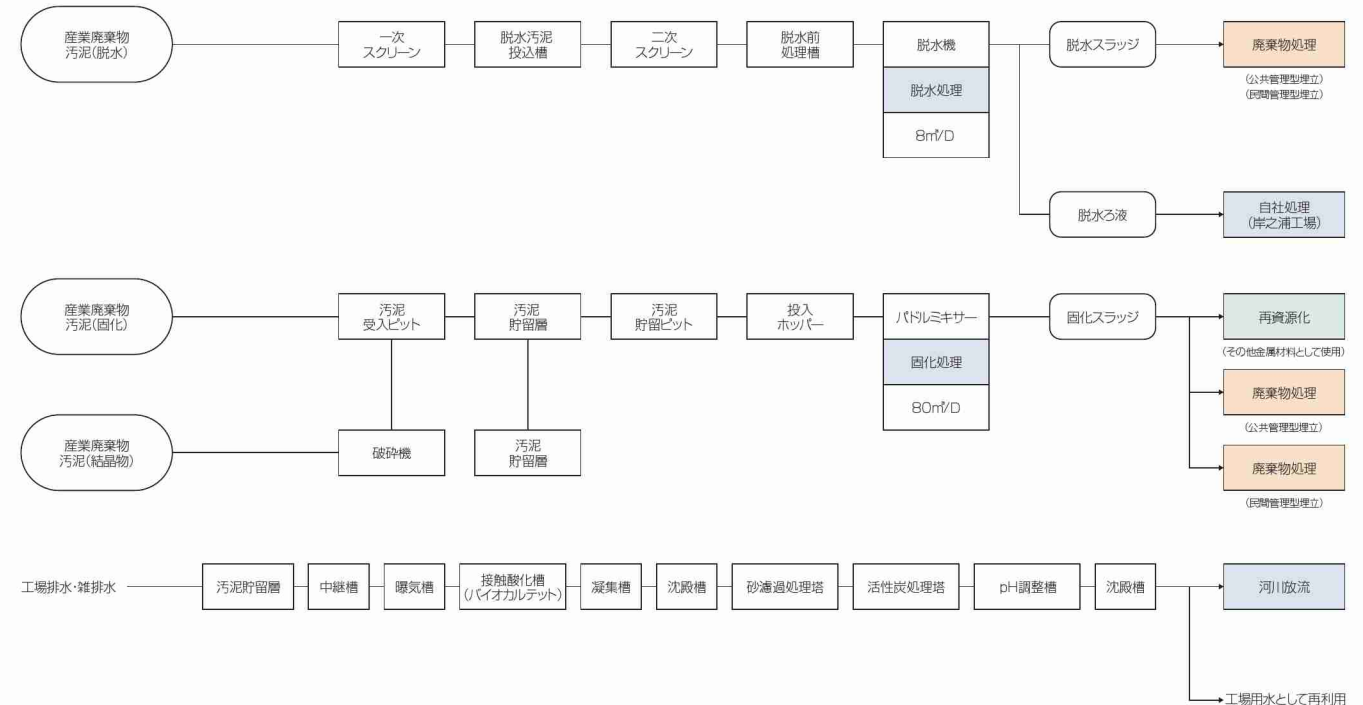 産業廃棄物
汚泥(脱水)
一次
スクリーン
脱水汚泥
投込槽
二次
スクリーン
脱水前
処理槽
脱水機
脱水処理
8㎥/D
脱水スラッジ
廃棄物処理
(公共管理型埋立)
(民間管理型埋立)
脱水ろ液
自社処理
(岸之浦工場)
産業廃棄物
汚泥(固化)
汚泥
受入ピット
汚泥
貯留層
汚泥
貯留ピット
投入
ホッパー
パドルミキサー
固化処理
80㎥/D
固化スラッジ
再資源化
(その他金属材料として使用)
廃棄物処理
(公共管理型埋立)
廃棄物処理
(民間管理型埋立)
産業廃棄物
汚泥(結晶物)
破砕機
汚泥
貯留層
工場排水・雑排水
汚泥貯留層
中継槽
曝気槽
接触酸化槽
(バイオカルテット)
凝集槽
沈殿槽
砂濾過処理塔
活性炭処理塔
pH調整槽
沈殿槽
河川放流
工場用水として再利用